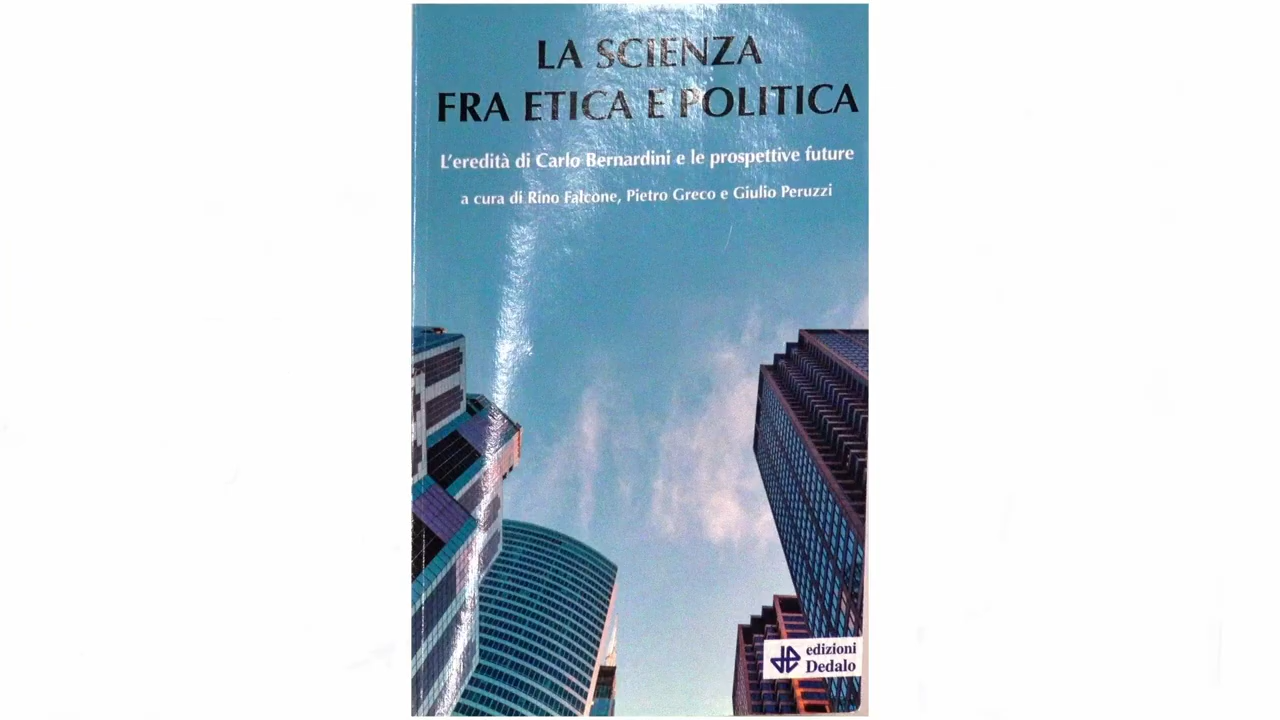 LA SCIENZA
FRA ETICA E POLITICA
L'eredità di Carlo Bernardini e le prospettive future
a cura di Rino Falcone, Pietro Greco e Giulio Peruzzi
edizioni
Dedalo